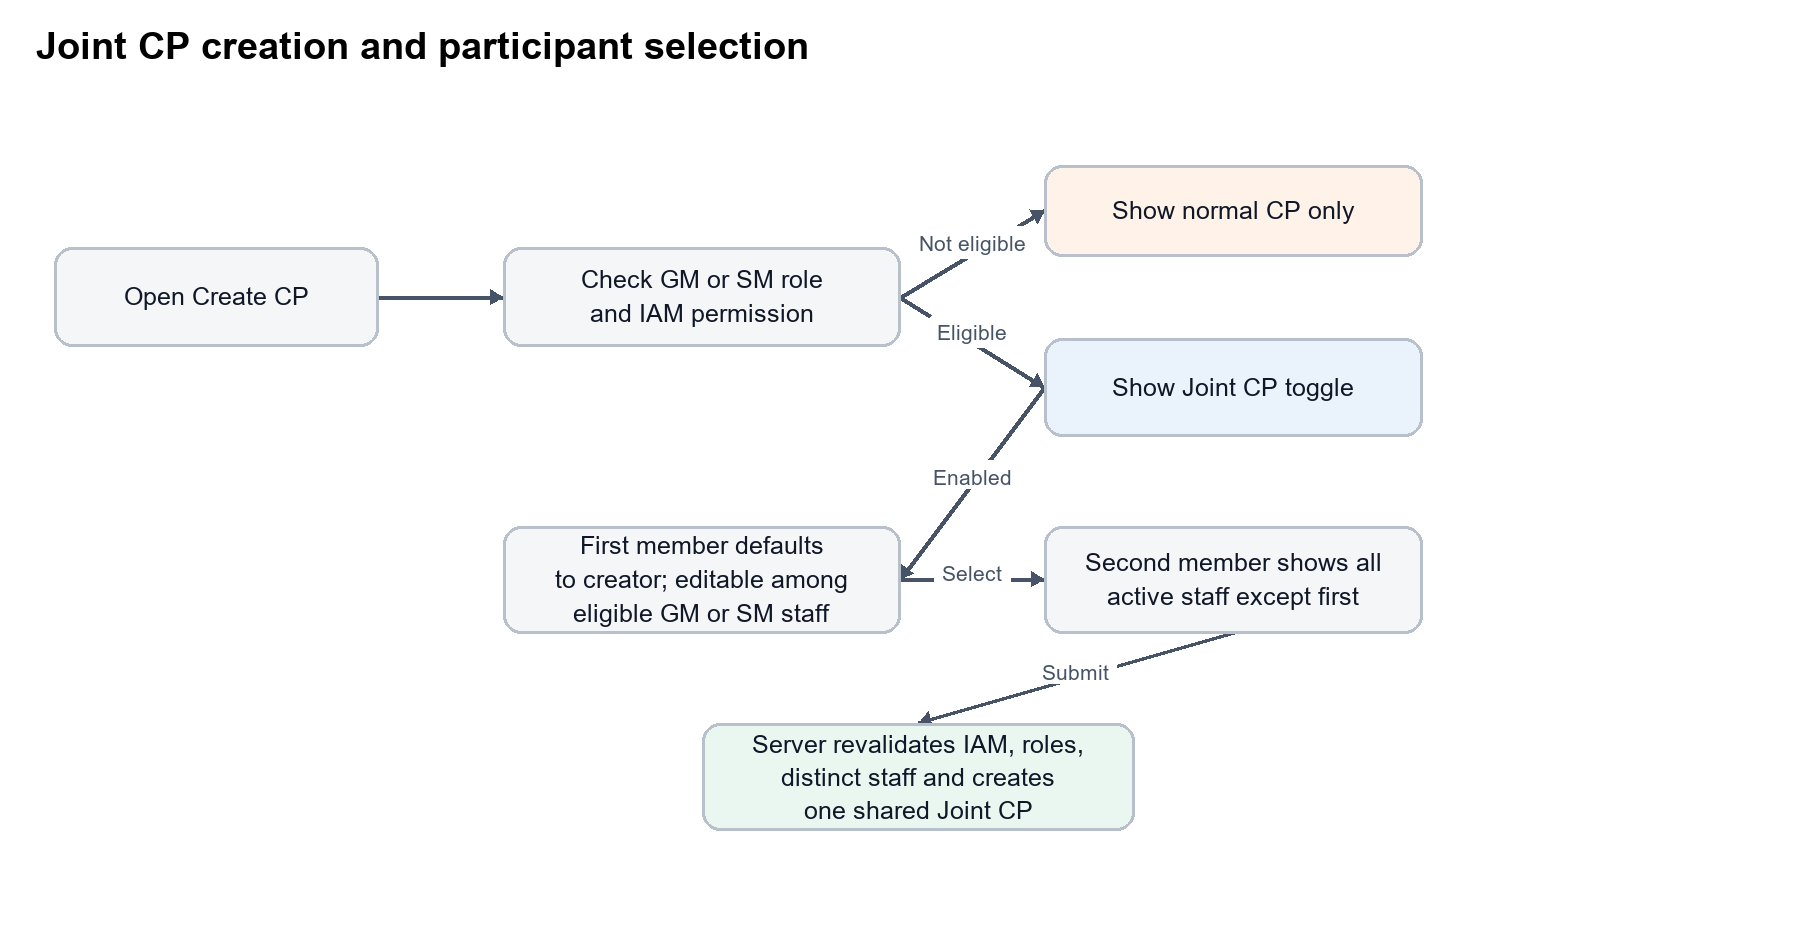 Joint CP creation and participant selection
Show normal CP only
Not eligible
Open Create CP
Check GM or SM role
and IAM permission
Eligible
Show Joint CP toggle
Enabled
First member defaults
to creator; editable among
eligible GM or SM staff
Select
Second member shows all
active staff except first
Submit
Server revalidates IAM, roles,
distinct staff and creates
one shared Joint CP